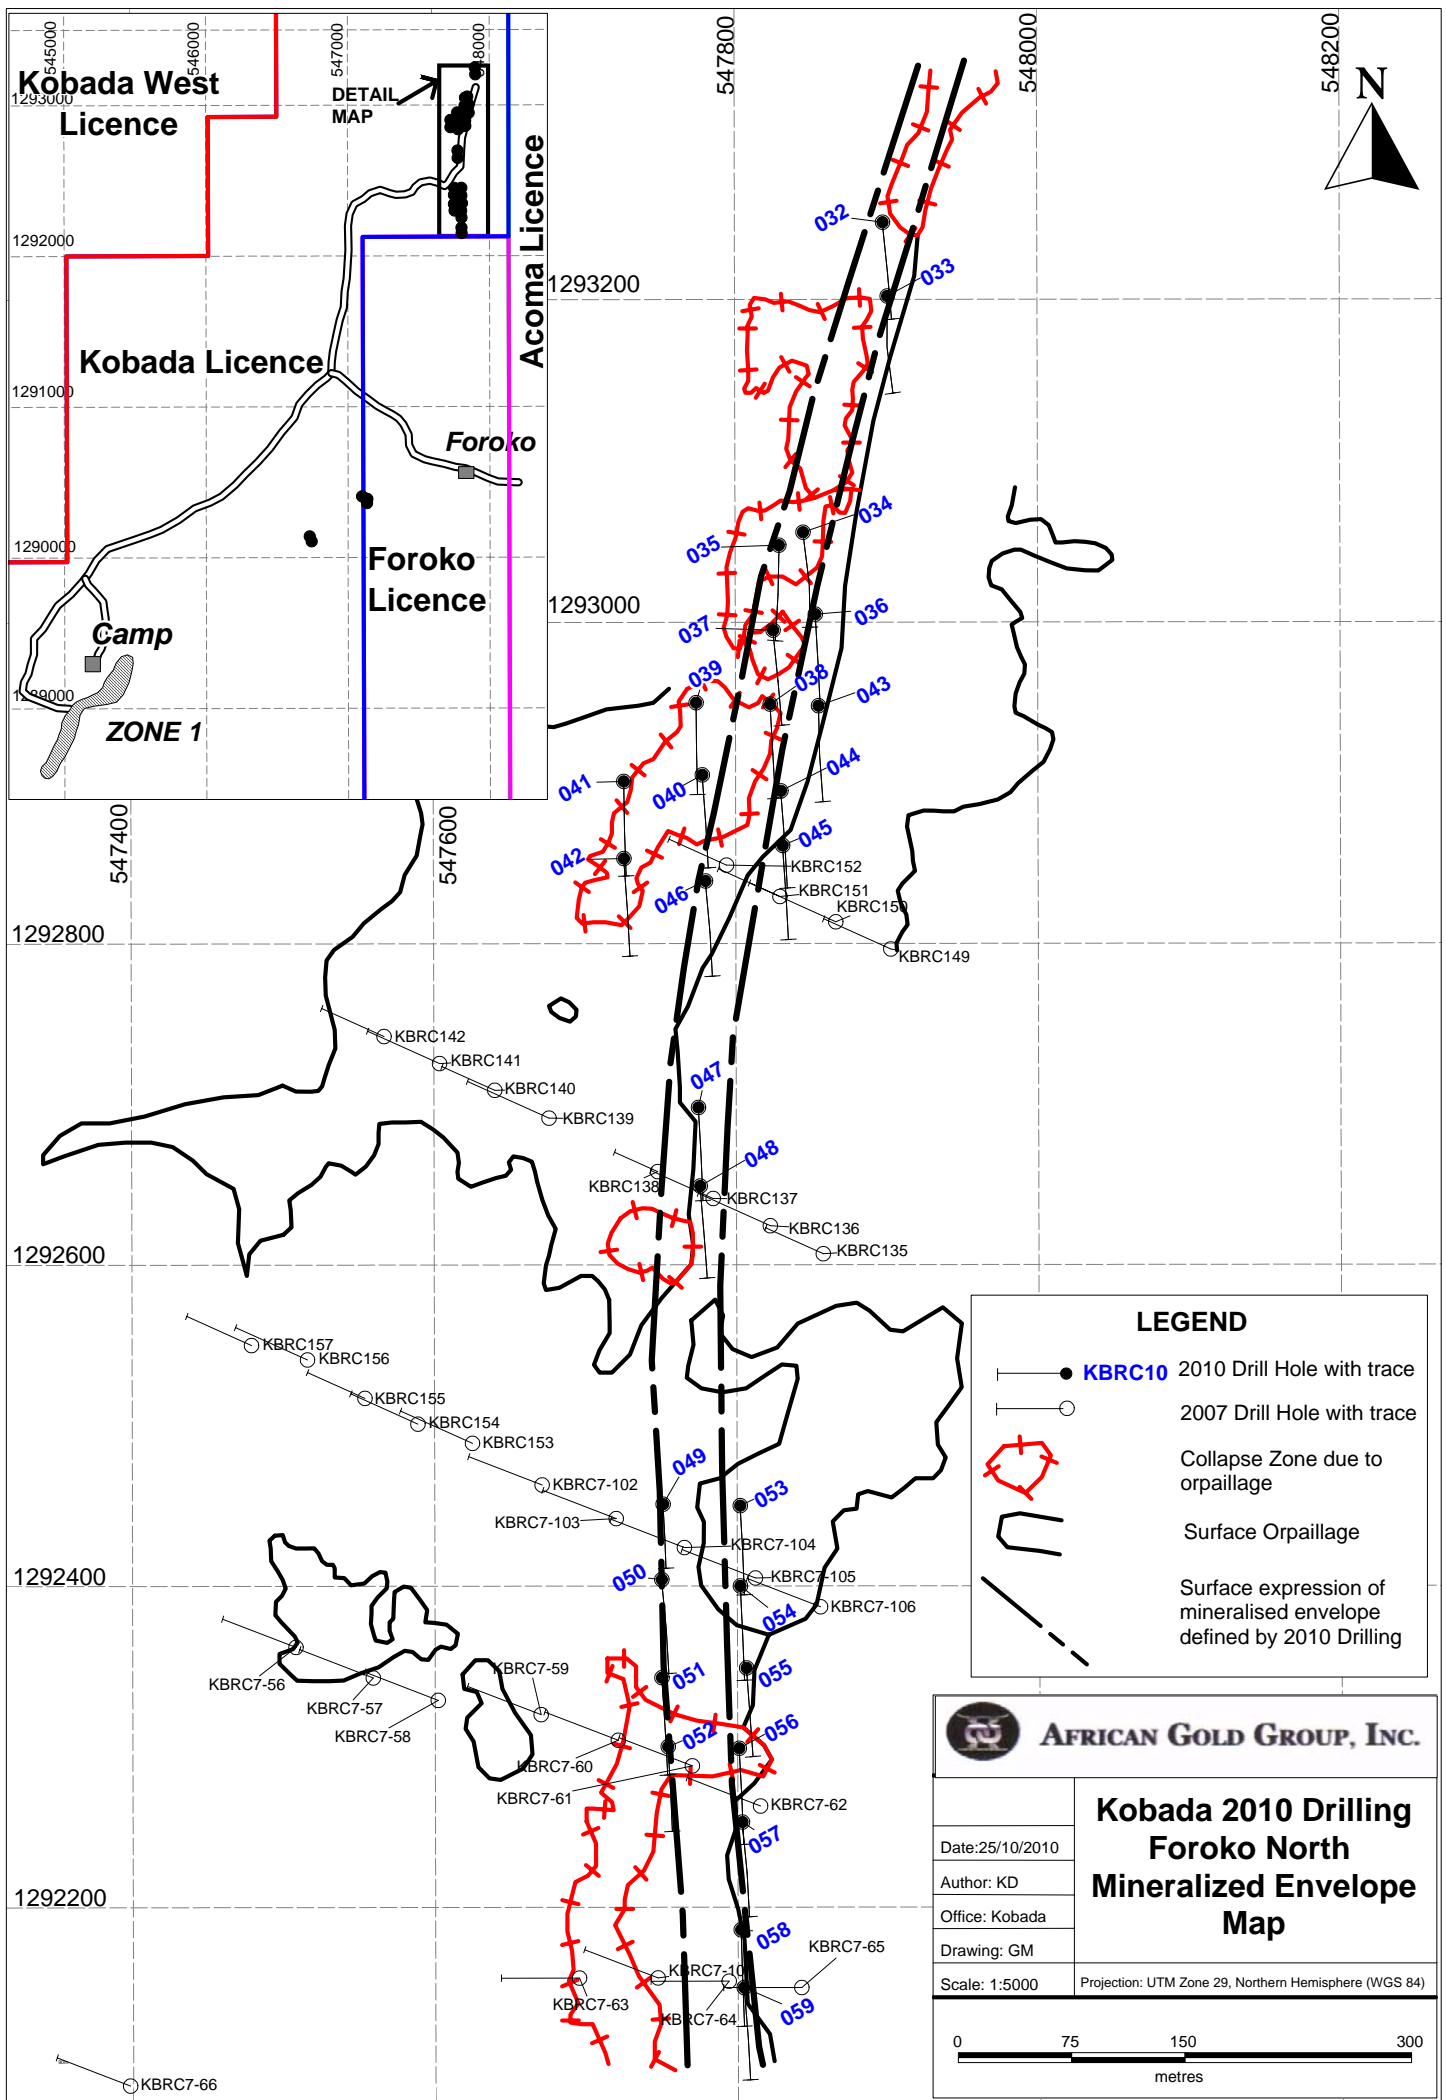 545000
546000
547000
548000
1293000
1292000
1291000
1290000
1289000
Kobada West
Licence
DETAIL
MAP
Acoma Licence
Kobada Licence
Foroko
Foroko
Licence
Camp
ZONE 1
547800
548000
548200
N
032
033
1293200
034
035
036
1293000
037
038
039
043
040
041
044
045
042
046
547400
547600
KBRC152
KBRC151
KBRC150
KBRC149
1292800
KBRC142
KBRC141
KBRC140
KBRC139
047
048
KBRC138
KBRC137
KBRC136
KBRC135
1292600
KBRC157
KBRC156
KBRC155
KBRC154
KBRC153
KBRC7-102
KBRC7-103
049
053
KBRC7-104
KBRC7-105
KBRC7-106
1292400
050
054
KBRC7-56
KBRC7-57
KBRC7-58
KBRC7-59
051
055
052
056
KBRC7-60
KBRC7-61
KBRC7-62
057
1292200
058
KBRC7-65
KBRC7-10
KBRC7-63
KBRC7-64
059
KBRC7-66
LEGEND
KBRC10 2010 Drill Hole with trace
2007 Drill Hole with trace
Collapse Zone due to
orpaillage
Surface Orpaillage
Surface expression of
mineralised envelope
defined by 2010 Drilling
AFRICAN GOLD GROUP, INC.
Kobada 2010 Drilling
Foroko North
Mineralized Envelope
Map
Date:25/10/2010
Author: KD
Office: Kobada
Drawing: GM
Scale: 1:5000
Projection: UTM Zone 29, Northern Hemisphere (WGS 84)
0 75 150 300
metres